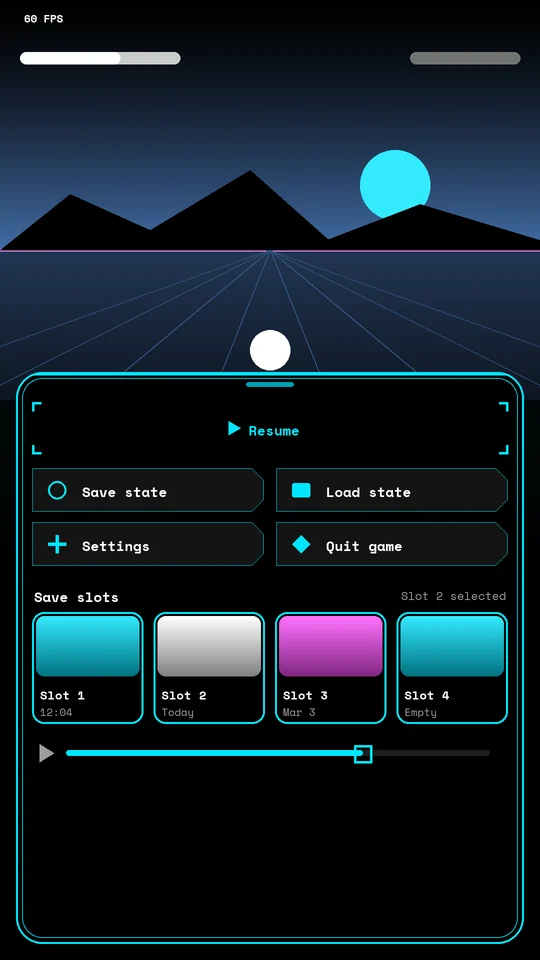 60 FPS
Resume
Save state
Load state
Settings
Quit game
Save slots
Slot 2 selected
Slot 1
12:04
Slot 2
Today
Slot 3
Mar 3
Slot 4
Empty